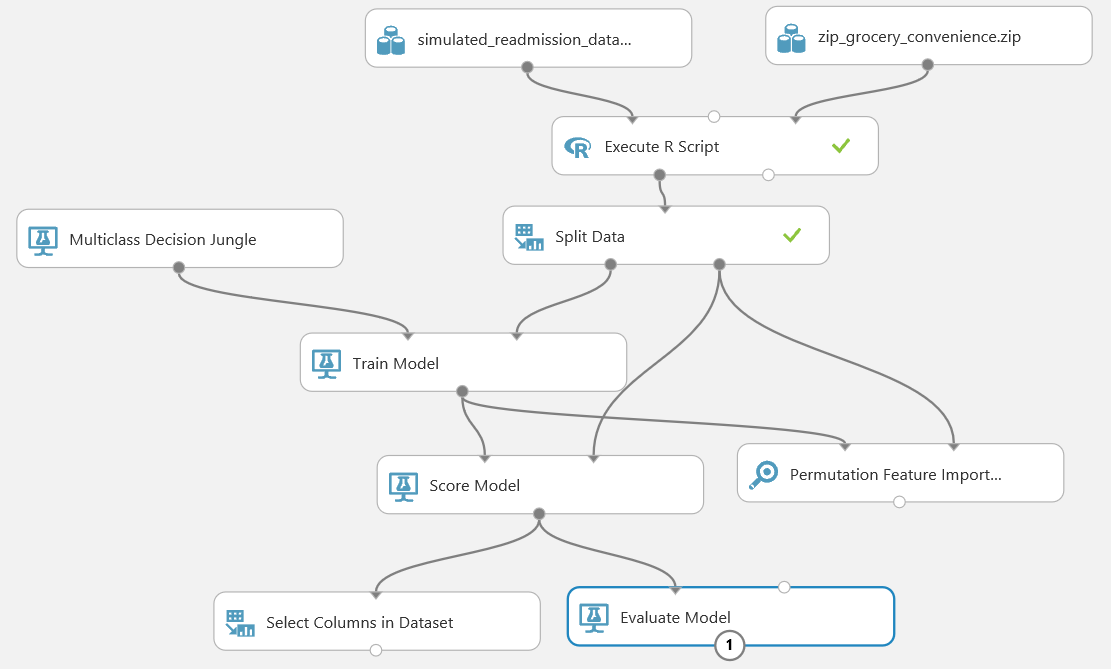 simulated_readmission_data...
zip_grocery_convenience.zip
Execute R Script
Multiclass Decision Jungle
Split Data
Train Model
Score Model
Permutation Feature Import...
Select Columns in Dataset
Evaluate Model
1